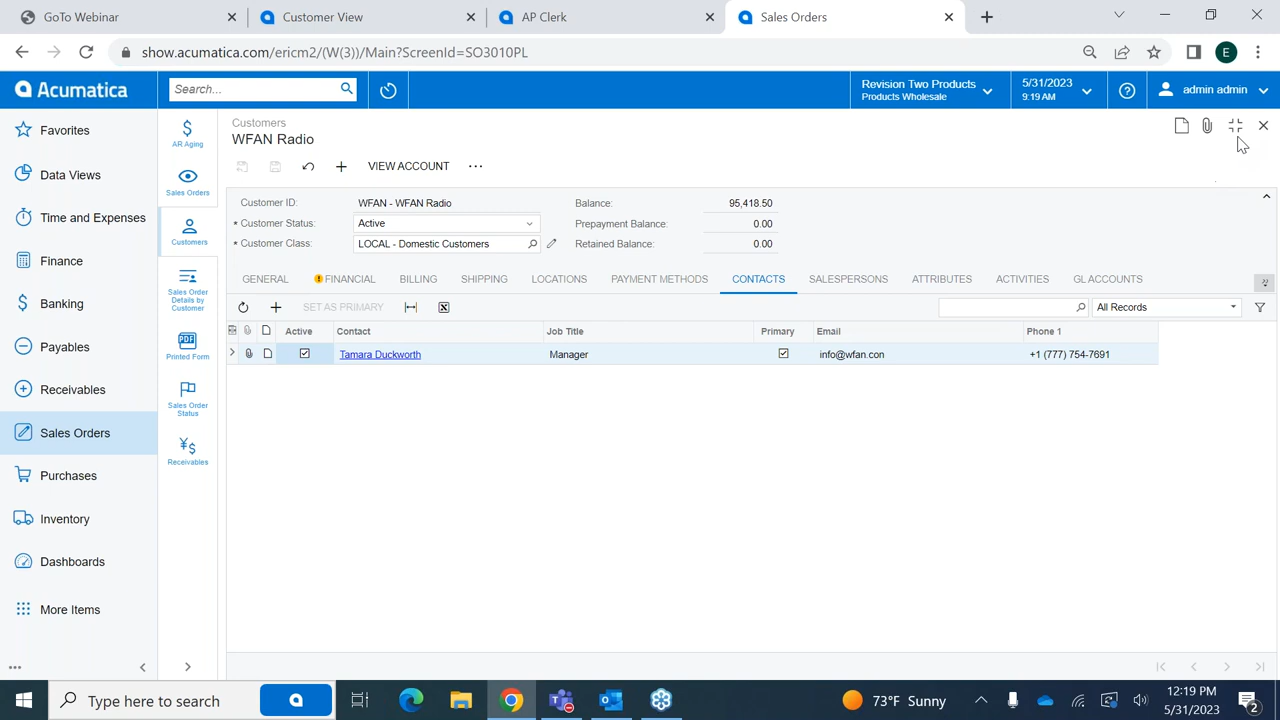 GoTo Webinar
Customer View
AP Clerk
Sales Orders
show.acumatica.com/ericm2/(W(3))/Main?ScreenId=SO3010PL
E
Acumatica
Search...
Revision Two Products
Products Wholesale
5/31/2023
9:19 AM
admin admin
Favorites
Data Views
Time and Expenses
Finance
Banking
Payables
Receivables
Sales Orders
Purchases
Inventory
Dashboards
More Items
AR Aging
Sales Orders
Customers
Sales Order
Details by
Customer
PDF
Printed Form
Sales Order
Status
Receivables
Customers
WFAN Radio
VIEW ACCOUNT
Customer ID: WFAN - WFAN Radio Balance: 95,418.50
* Customer Status: Active Prepayment Balance: 0.00
* Customer Class: LOCAL - Domestic Customers Retained Balance: 0.00
GENERAL FINANCIAL BILLING SHIPPING LOCATIONS PAYMENT METHODS CONTACTS SALESPERSONS ATTRIBUTES ACTIVITIES GL ACCOUNTS
SET AS PRIMARY All Records
Active Contact Job Title Primary Email Phone 1
Tamara Duckworth Manager info@wfan.con +1 (777) 754-7691
Type here to search
73°F Sunny
12:19 PM
5/31/2023
2